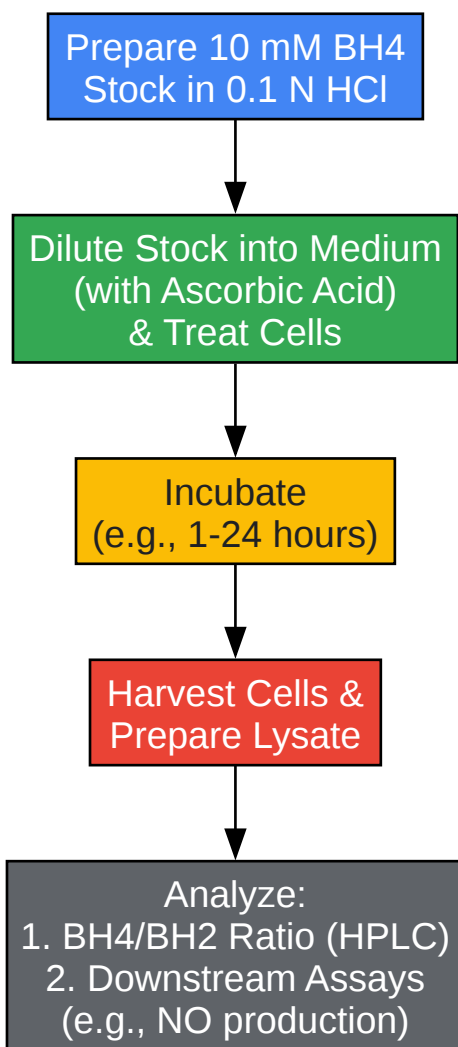 Prepare 10 mM BH4
Stock in 0.1 N HCl
Dilute Stock into Medium
(with Ascorbic Acid)
& Treat Cells
Incubate
(e.g., 1-24 hours)
Harvest Cells &
Prepare Lysate
Analyze:
1. BH4/BH2 Ratio (HPLC)
2. Downstream Assays
(e.g., NO production)